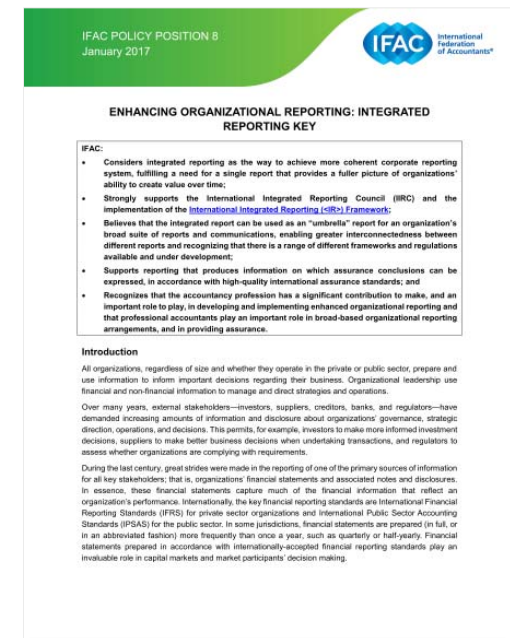 IFAC POLICY POSITION 8
January 2017
IFAC
International
Federation
of Accountants®
ENHANCING ORGANIZATIONAL REPORTING: INTEGRATED
REPORTING KEY
IFAC:
• Considers integrated reporting as the way to achieve more coherent corporate reporting
system, fulfilling a need for a single report that provides a fuller picture of organizations'
ability to create value over time;
• Strongly supports the International Integrated Reporting Council (IIRC) and the
implementation of the International Integrated Reporting (<IR>) Framework;
• Believes that the integrated report can be used as an "umbrella" report for an organization's
broad suite of reports and communications, enabling greater interconnectedness between
different reports and recognizing that there is a range of different frameworks and regulations
available and under development;
• Supports reporting that produces information on which assurance conclusions can be
expressed, in accordance with high-quality international assurance standards; and
• Recognizes that the accountancy profession has a significant contribution to make, and an
important role to play, in developing and implementing enhanced organizational reporting and
that professional accountants play an important role in broad-based organizational reporting
arrangements, and in providing assurance.
Introduction
All organizations, regardless of size and whether they operate in the private or public sector, prepare and
use information to inform important decisions regarding their business. Organizational leadership use
financial and non-financial information to manage and direct strategies and operations.
Over many years, external stakeholders—investors, suppliers, creditors, banks, and regulators—have
demanded increasing amounts of information and disclosure about organizations' governance, strategic
direction, operations, and decisions. This permits, for example, investors to make more informed investment
decisions, suppliers to make better business decisions when undertaking transactions, and regulators to
assess whether organizations are complying with requirements.
During the last century, great strides were made in the reporting of one of the primary sources of information
for all key stakeholders; that is, organizations' financial statements and associated notes and disclosures.
In essence, these financial statements capture much of the financial information that reflect an
organization's performance. Internationally, the key financial reporting standards are International Financial
Reporting Standards (IFRS) for private sector organizations and International Public Sector Accounting
Standards (IPSAS) for the public sector. In some jurisdictions, financial statements are prepared (in full, or
in an abbreviated fashion) more frequently than once a year, such as quarterly or half-yearly. Financial
statements prepared in accordance with internationally-accepted financial reporting standards play an
invaluable role in capital markets and market participants' decision making.